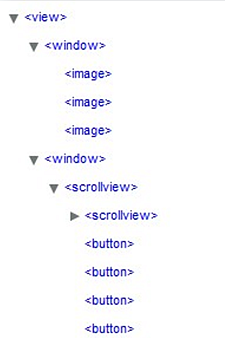 <view>
<window>
<image>
<image>
<image>
<window>
<scrollview>
<scrollview>
<button>
<button>
<button>
<button>